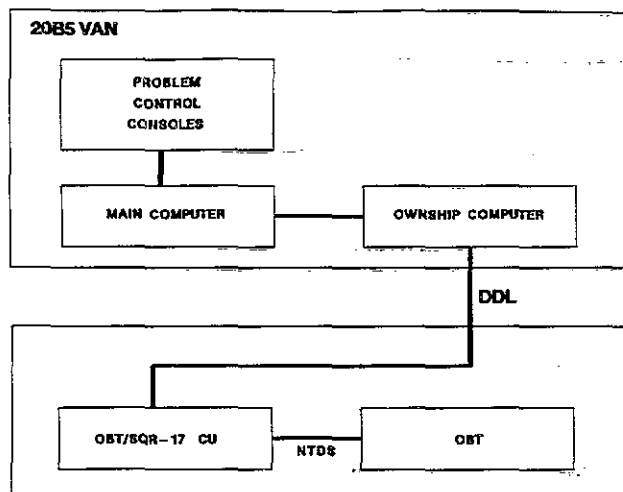 20B5 VAN
PROBLEM
CONTROL
CONSOLES
MAIN COMPUTER
OWNSHIP COMPUTER
DDL
OBT/SQR-17 CU
NTDS
OBT